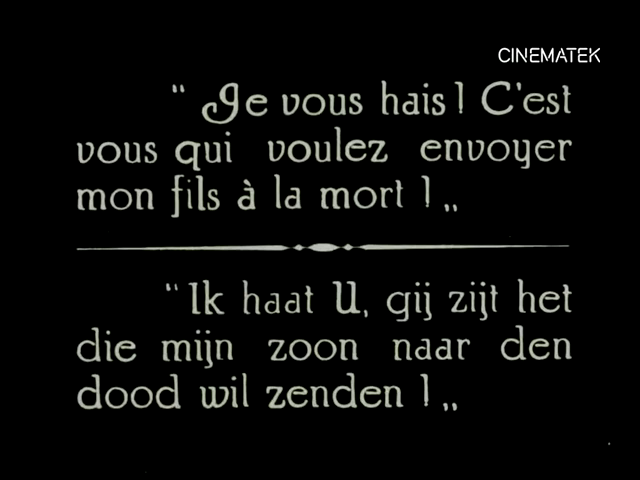 CINEMATEK
" Je vous hais ! C'est
vous qui voulez envoyer
mon fils à la mort ! „
" Ik haat U, gij zijt het
die mijn zoon naar den
dood wil zenden ! „